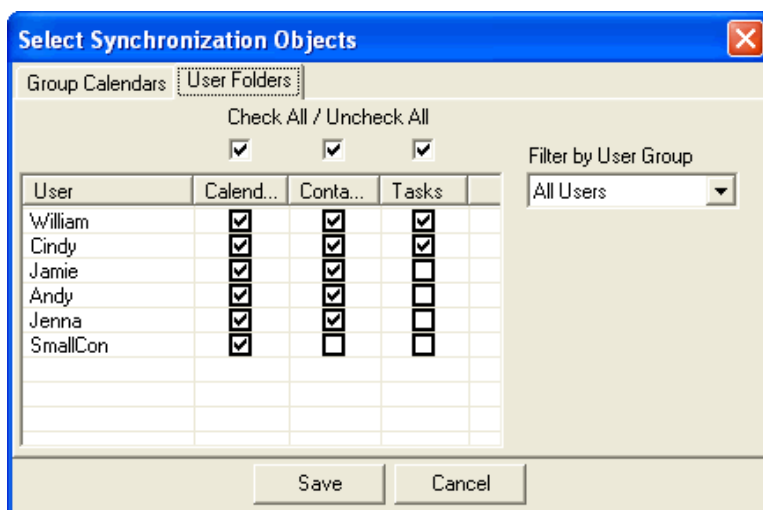 Select Synchronization Objects
Group Calendars User Folders
Check All / Uncheck All
Filter by User Group
All Users
User Calend... Conta... Tasks
William
Cindy
Jamie
Andy
Jenna
SmallCon
Save Cancel